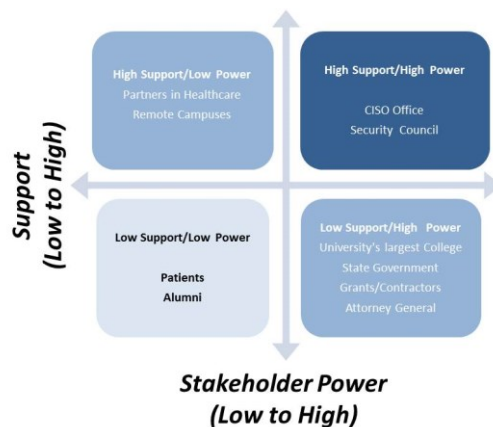 High Support/Low Power
Partners in Healthcare
Remote Campuses
High Support/High Power
CISO Office
Security Council
Support
(Low to High)
Low Support/Low Power
Patients
Alumni
Low Support/High Power
University's largest College
State Government
Grants/Contractors
Attorney General
Stakeholder Power
(Low to High)